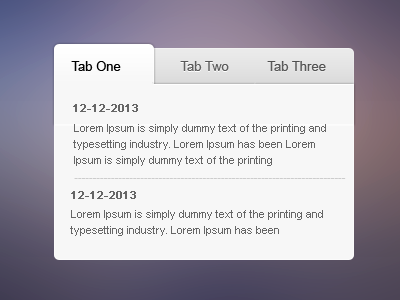 Tab One Tab Two Tab Three
12-12-2013
Lorem Ipsum is simply dummy text of the printing and
typesetting industry. Lorem Ipsum has been Lorem
Ipsum is simply dummy text of the printing
12-12-2013
Lorem Ipsum is simply dummy text of the printing and
typesetting industry. Lorem Ipsum has been